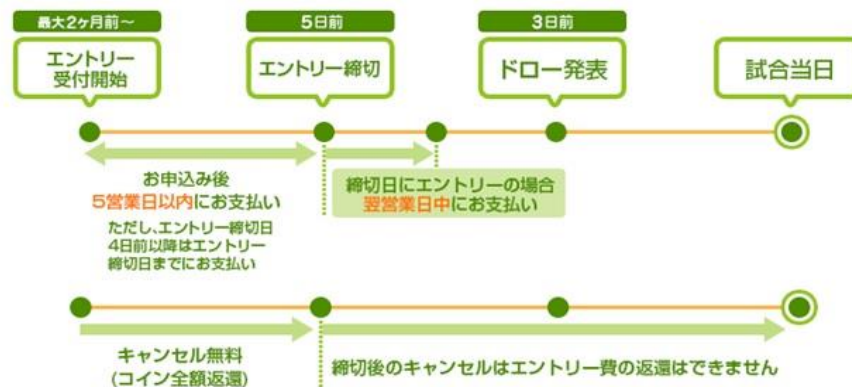 最大2ヶ月前〜
エントリー
受付開始
5日前
エントリー締切
3日前
ドロー発表
試合当日
お申込み後
5営業日以内にお支払い
ただし、エントリー締切日
4日前以降はエントリー
締切日までにお支払い
締切日にエントリーの場合
翌営業日中にお支払い
キャンセル無料
(コイン全額返還)
締切後のキャンセルはエントリー費の返還はできません